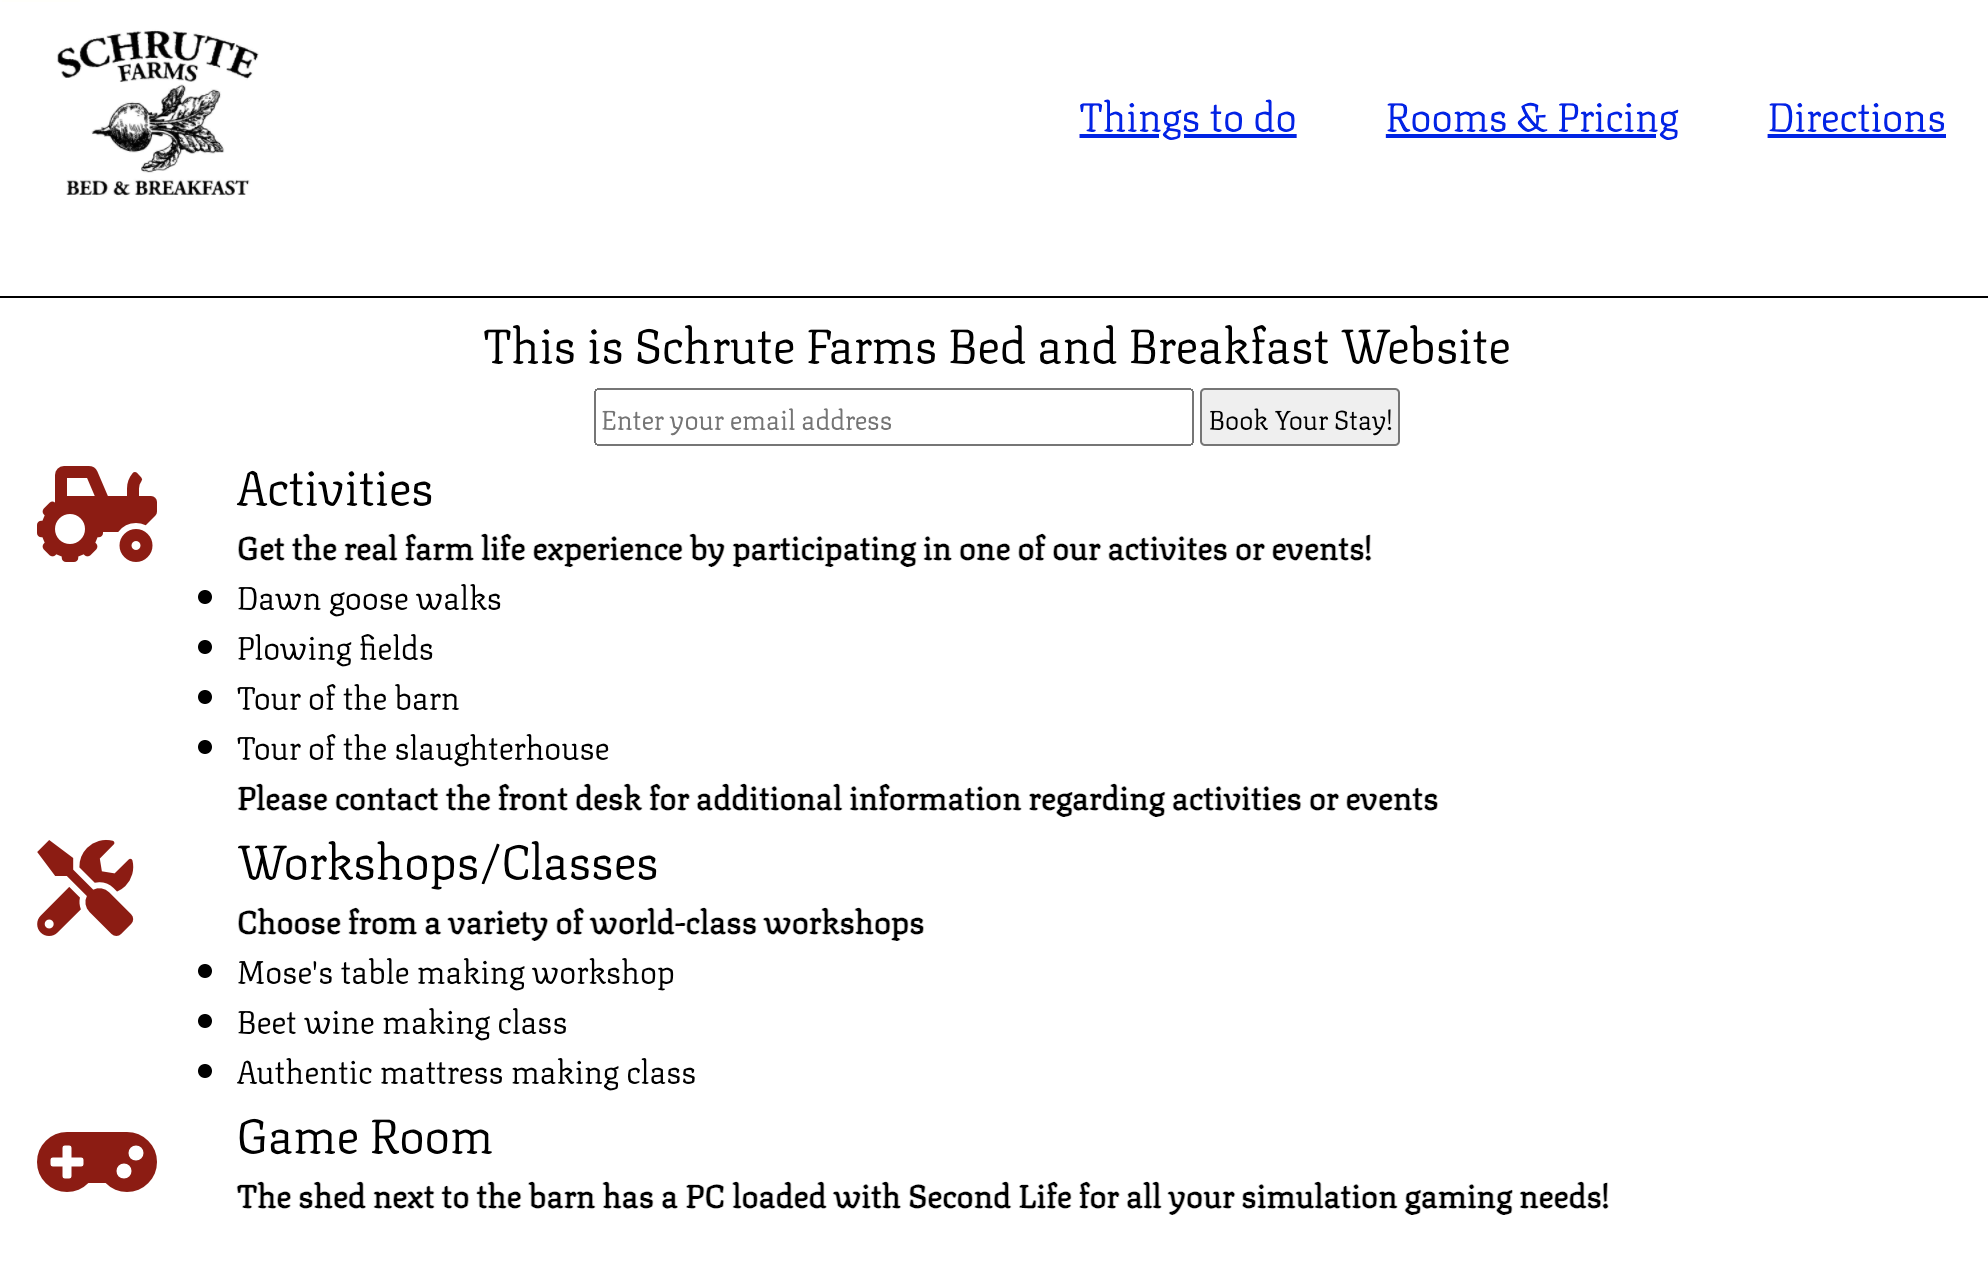 SCHRUTE
FARMS
BED & BREAKFAST
Things to do Rooms & Pricing Directions
This is Schrute Farms Bed and Breakfast Website
Enter your email address Book Your Stay!
Activities
Get the real farm life experience by participating in one of our activites or events!
Dawn goose walks
Plowing fields
Tour of the barn
Tour of the slaughterhouse
Please contact the front desk for additional information regarding activities or events
Workshops/Classes
Choose from a variety of world-class workshops
Mose's table making workshop
Beet wine making class
Authentic mattress making class
Game Room
The shed next to the barn has a PC loaded with Second Life for all your simulation gaming needs!